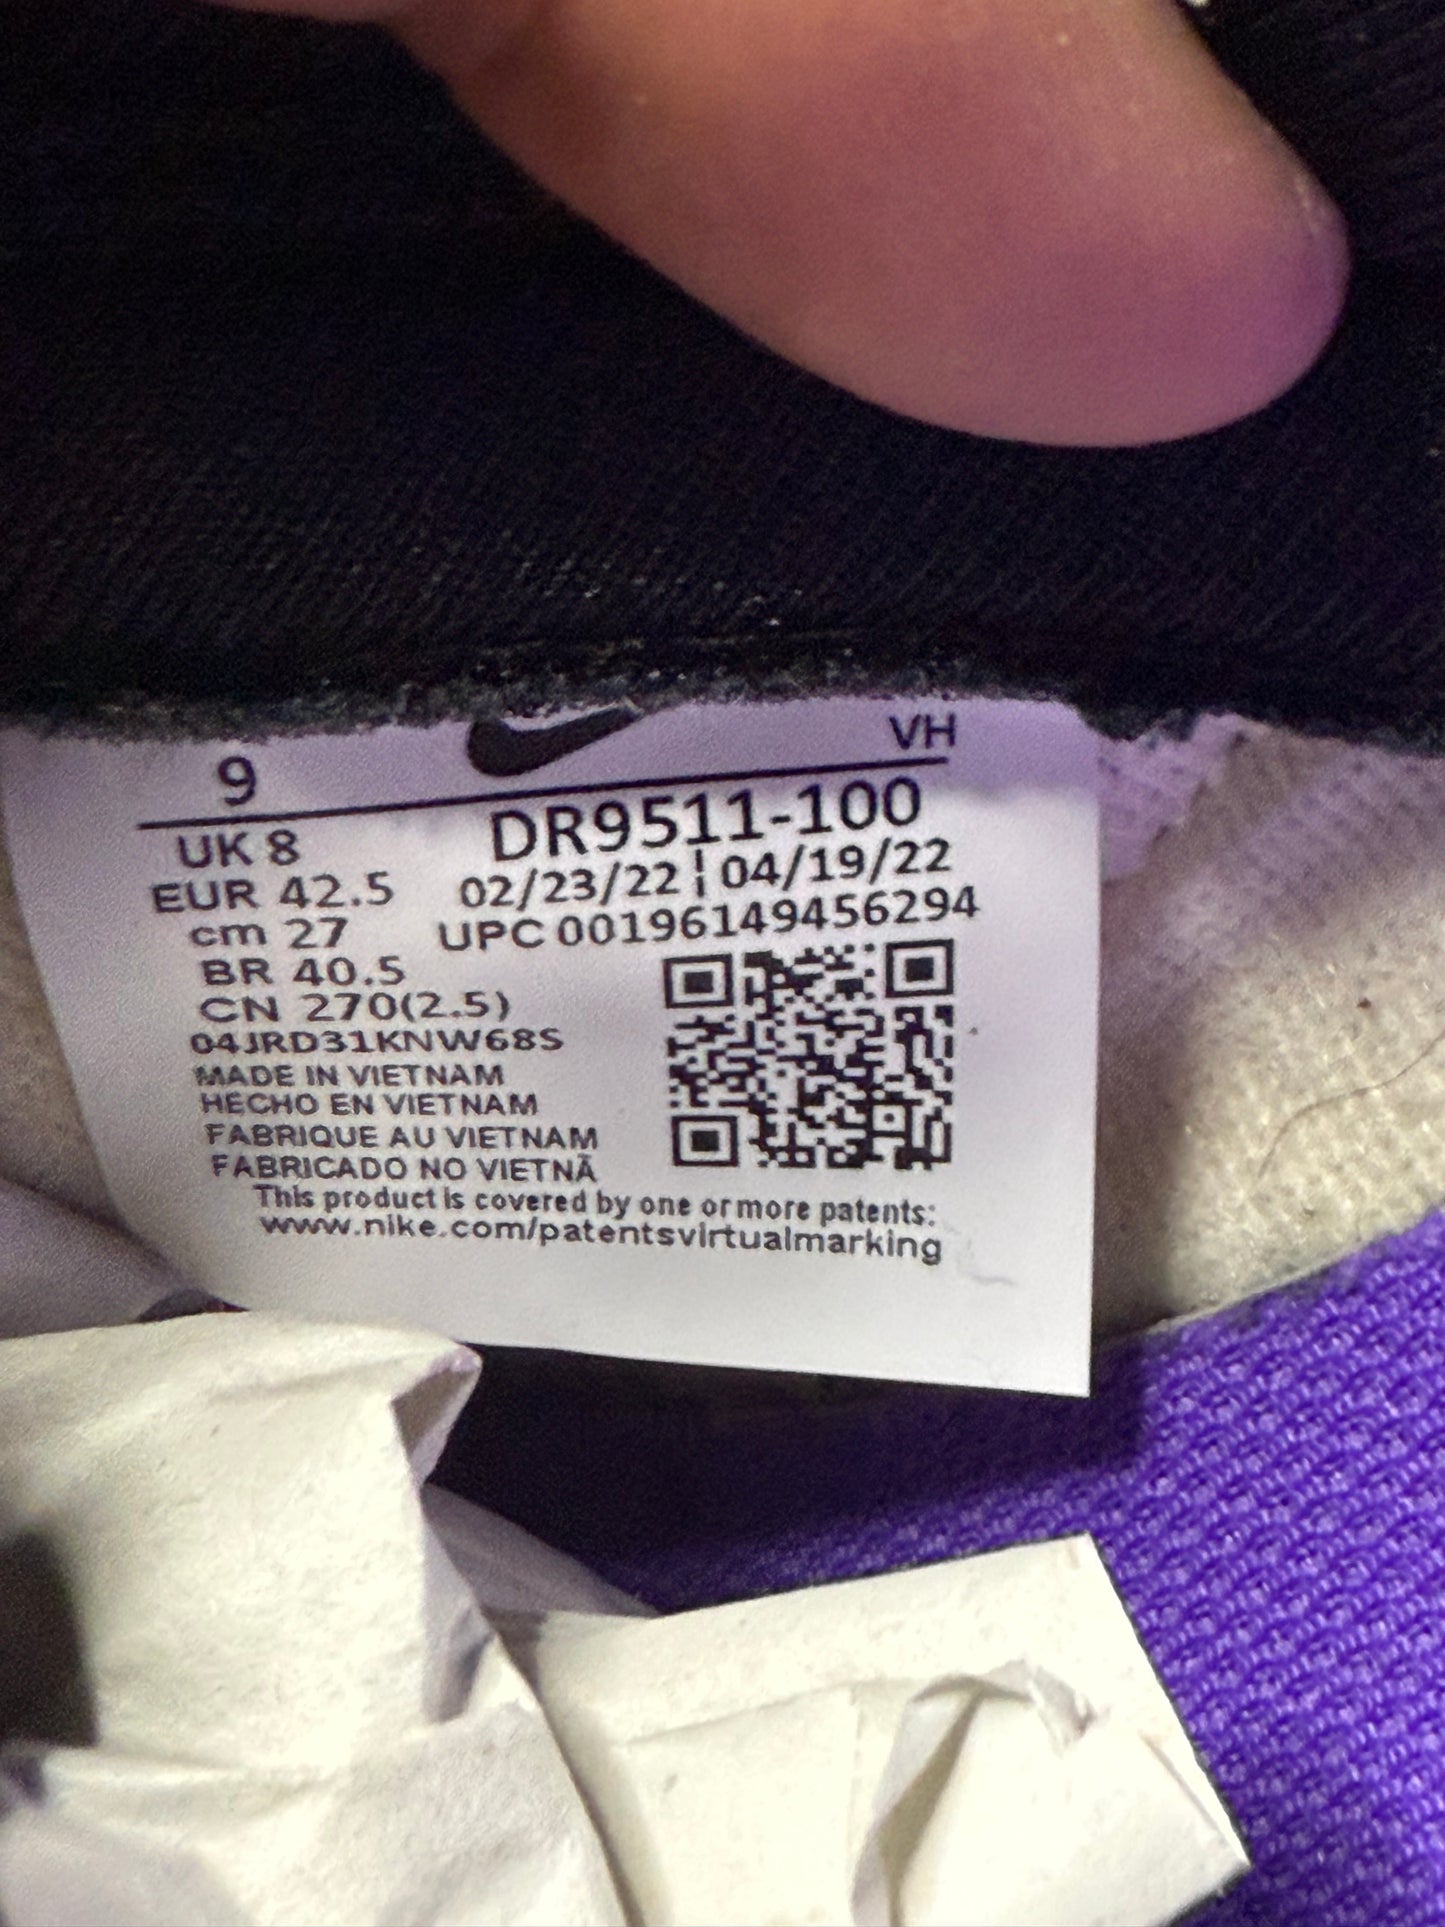 9 VH
UK 8 DR9511-100
EUR 42.5 02/23/22 ¦ 04/19/22
cm 27 UPC 00196149456294
BR 40.5
CN 270(2.5)
04JRD31KNW68S
MADE IN VIETNAM
HECHO EN VIETNAM
FABRIQUE AU VIETNAM
FABRICADO NO VIETNÃ
This product is covered by one or more patents:
www.nike.com/patentsvirtualmarking